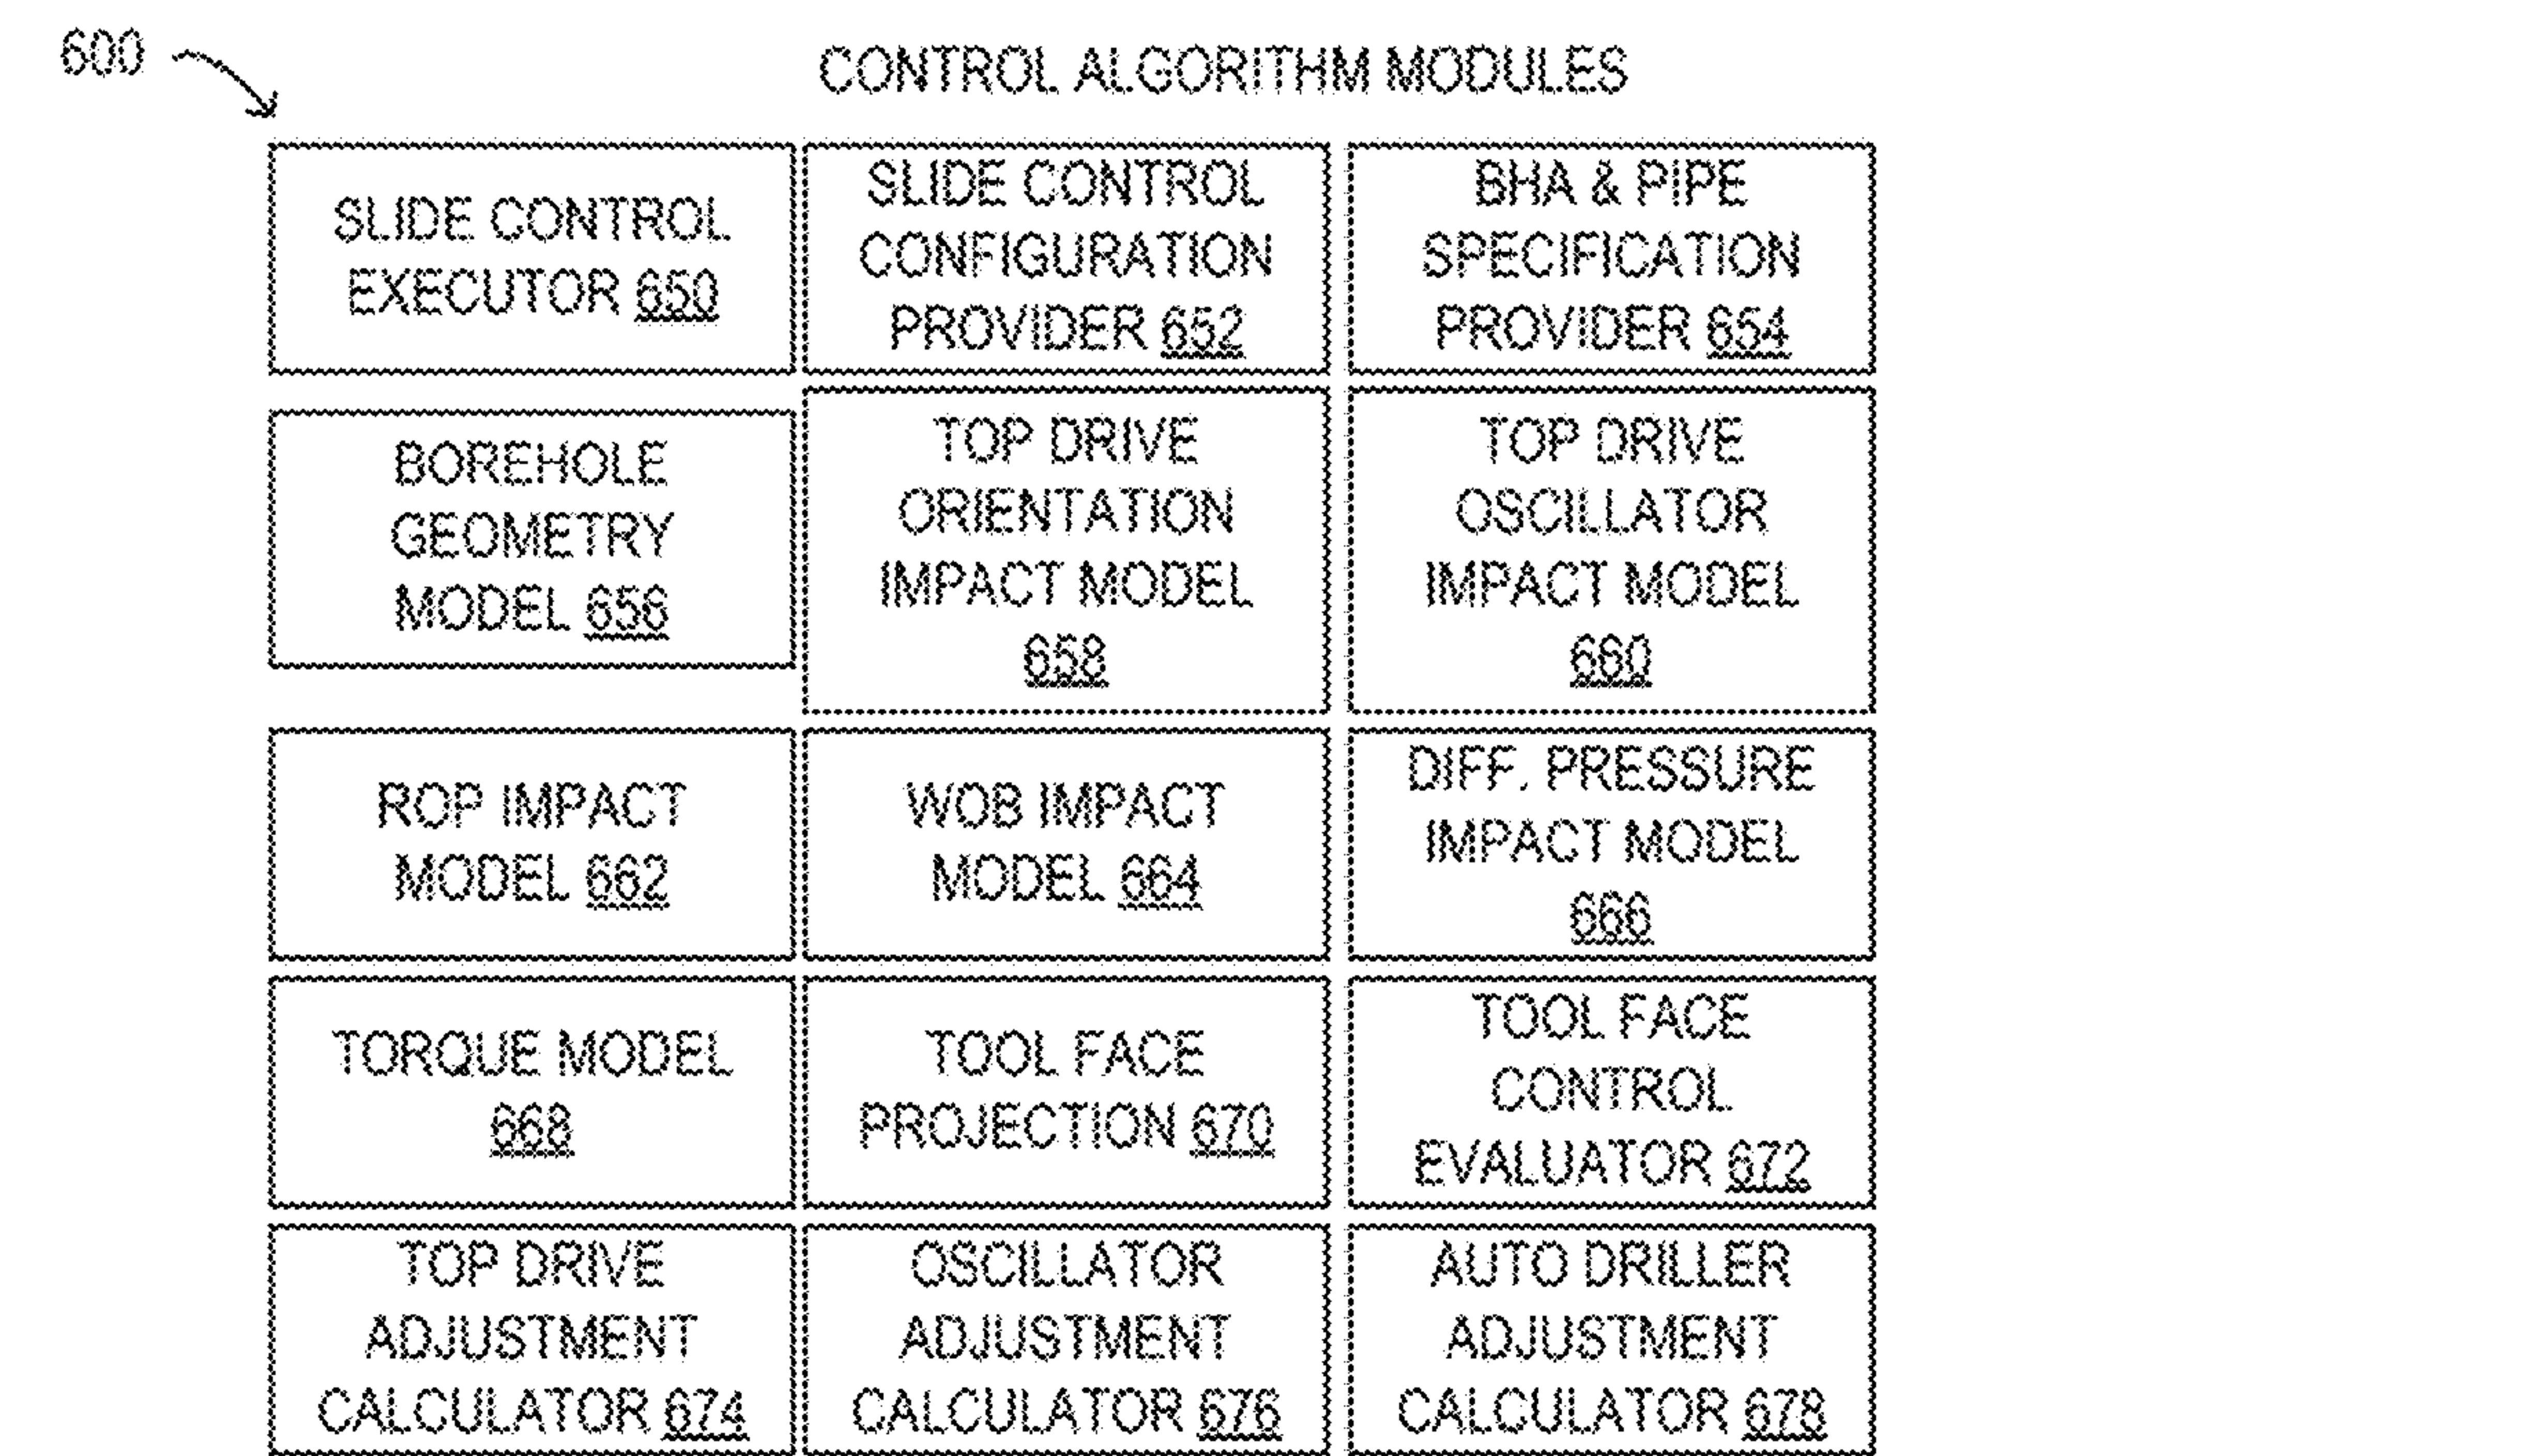 600
CONTROL ALGORITHM MODULES
SLIDE CONTROL
EXECUTOR 650
SLIDE CONTROL
CONFIGURATION
PROVIDER 652
BHA & PIPE
SPECIFICATION
PROVIDER 654
BOREHOLE
GEOMETRY
MODEL 656
TOP DRIVE
ORIENTATION
IMPACT MODEL
658
TOP DRIVE
OSCILLATOR
IMPACT MODEL
660
ROP IMPACT
MODEL 662
WOB IMPACT
MODEL 664
DIFF. PRESSURE
IMPACT MODEL
666
TORQUE MODEL
668
TOOL FACE
PROJECTION 670
TOOL FACE
CONTROL
EVALUATOR 672
TOP DRIVE
ADJUSTMENT
CALCULATOR 674
OSCILLATOR
ADJUSTMENT
CALCULATOR 676
AUTO DRILLER
ADJUSTMENT
CALCULATOR 678